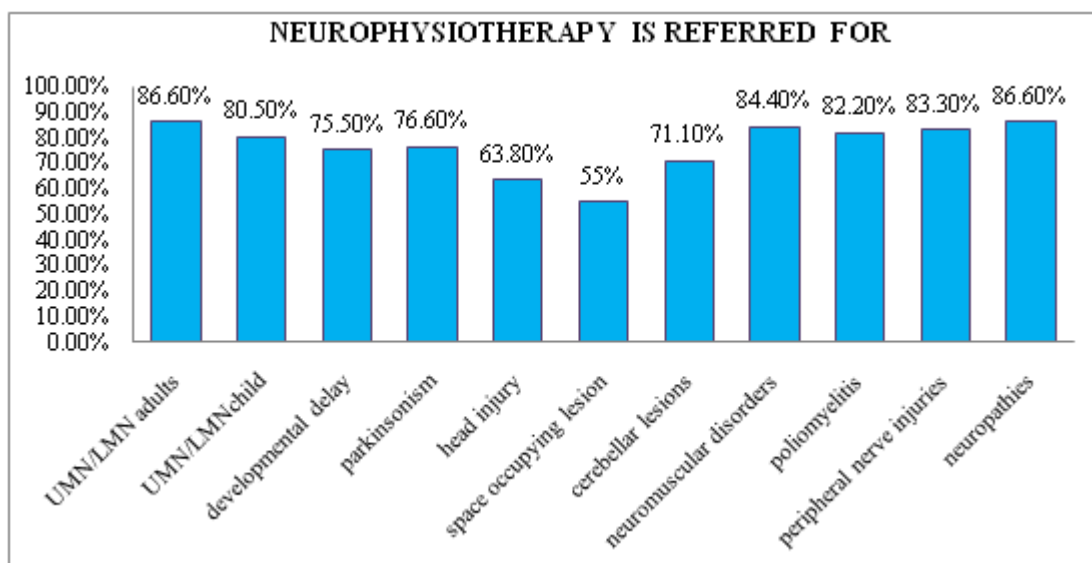 NEUROPHYSIOTHERAPY IS REFERRED FOR
100.00%
90.00%
80.00%
70.00%
60.00%
50.00%
40.00%
30.00%
20.00%
10.00%
0.00%
86.60%
80.50%
75.50%
76.60%
63.80%
55%
71.10%
84.40%
82.20%
83.30%
86.60%
UMN/LMN adults
UMN/LMNchild
developmental delay
parkinsonism
head injury
space occupying lesion
cerebellar lesions
neuromuscular disorders
poliomyelitis
peripheral nerve injuries
neuropathies